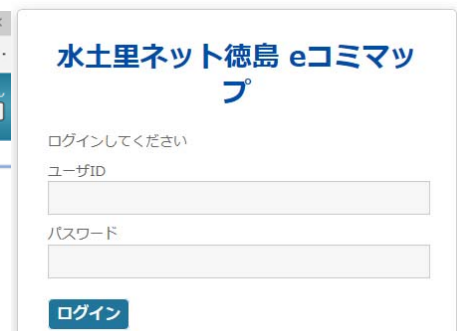 水土里ネット徳島 eコミマッ
プ
ログインしてください
ユーザID
パスワード
ログイン